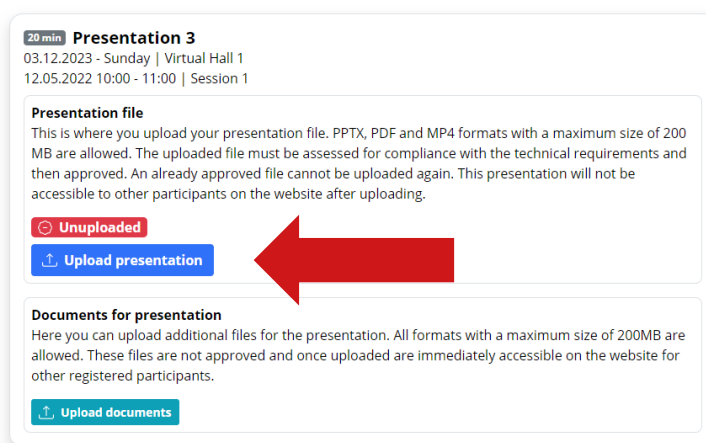 20 min Presentation 3
03.12.2023 - Sunday | Virtual Hall 1
12.05.2022 10:00 - 11:00 | Session 1
Presentation file
This is where you upload your presentation file. PPTX, PDF and MP4 formats with a maximum size of 200
MB are allowed. The uploaded file must be assessed for compliance with the technical requirements and
then approved. An already approved file cannot be uploaded again. This presentation will not be
accessible to other participants on the website after uploading.
Unuploaded
Upload presentation
Documents for presentation
Here you can upload additional files for the presentation. All formats with a maximum size of 200MB are
allowed. These files are not approved and once uploaded are immediately accessible on the website for
other registered participants.
Upload documents